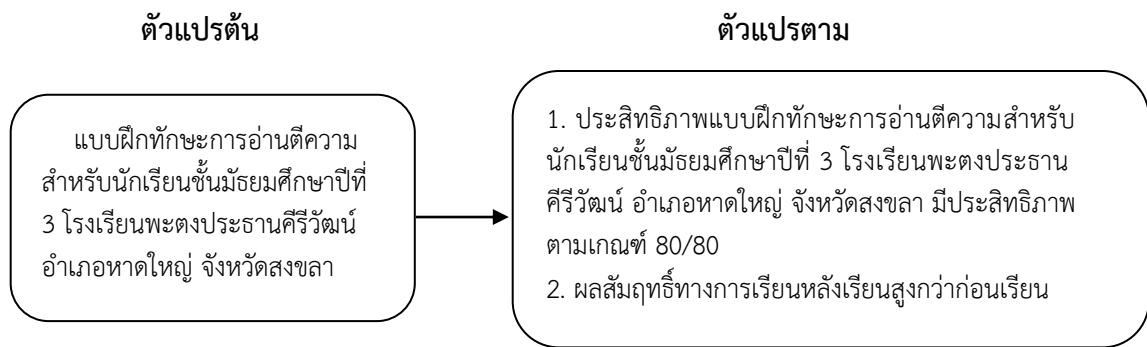 ตัวแปรต้น
ตัวแปรตาม
แบบฝึกทักษะการอ่านตีความ
สำหรับนักเรียนชั้นมัธยมศึกษาปีที่
3 โรงเรียนพะตงประธานคีรีวัฒน์
อำเภอหาดใหญ่ จังหวัดสงขลา
1. ประสิทธิภาพแบบฝึกทักษะการอ่านตีความสำหรับ
นักเรียนชั้นมัธยมศึกษาปีที่ 3 โรงเรียนพะตงประธาน
คีรีวัฒน์ อำเภอหาดใหญ่ จังหวัดสงขลา มีประสิทธิภาพ
ตามเกณฑ์ 80/80
2. ผลสัมฤทธิ์ทางการเรียนหลังเรียนสูงกว่าก่อนเรียน